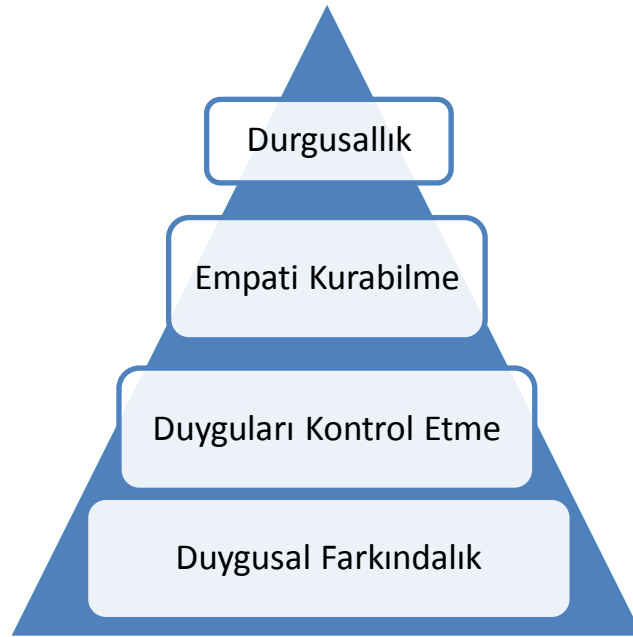 Durgusallık
Empati Kurabilme
Duyguları Kontrol Etme
Duygusal Farkındalık